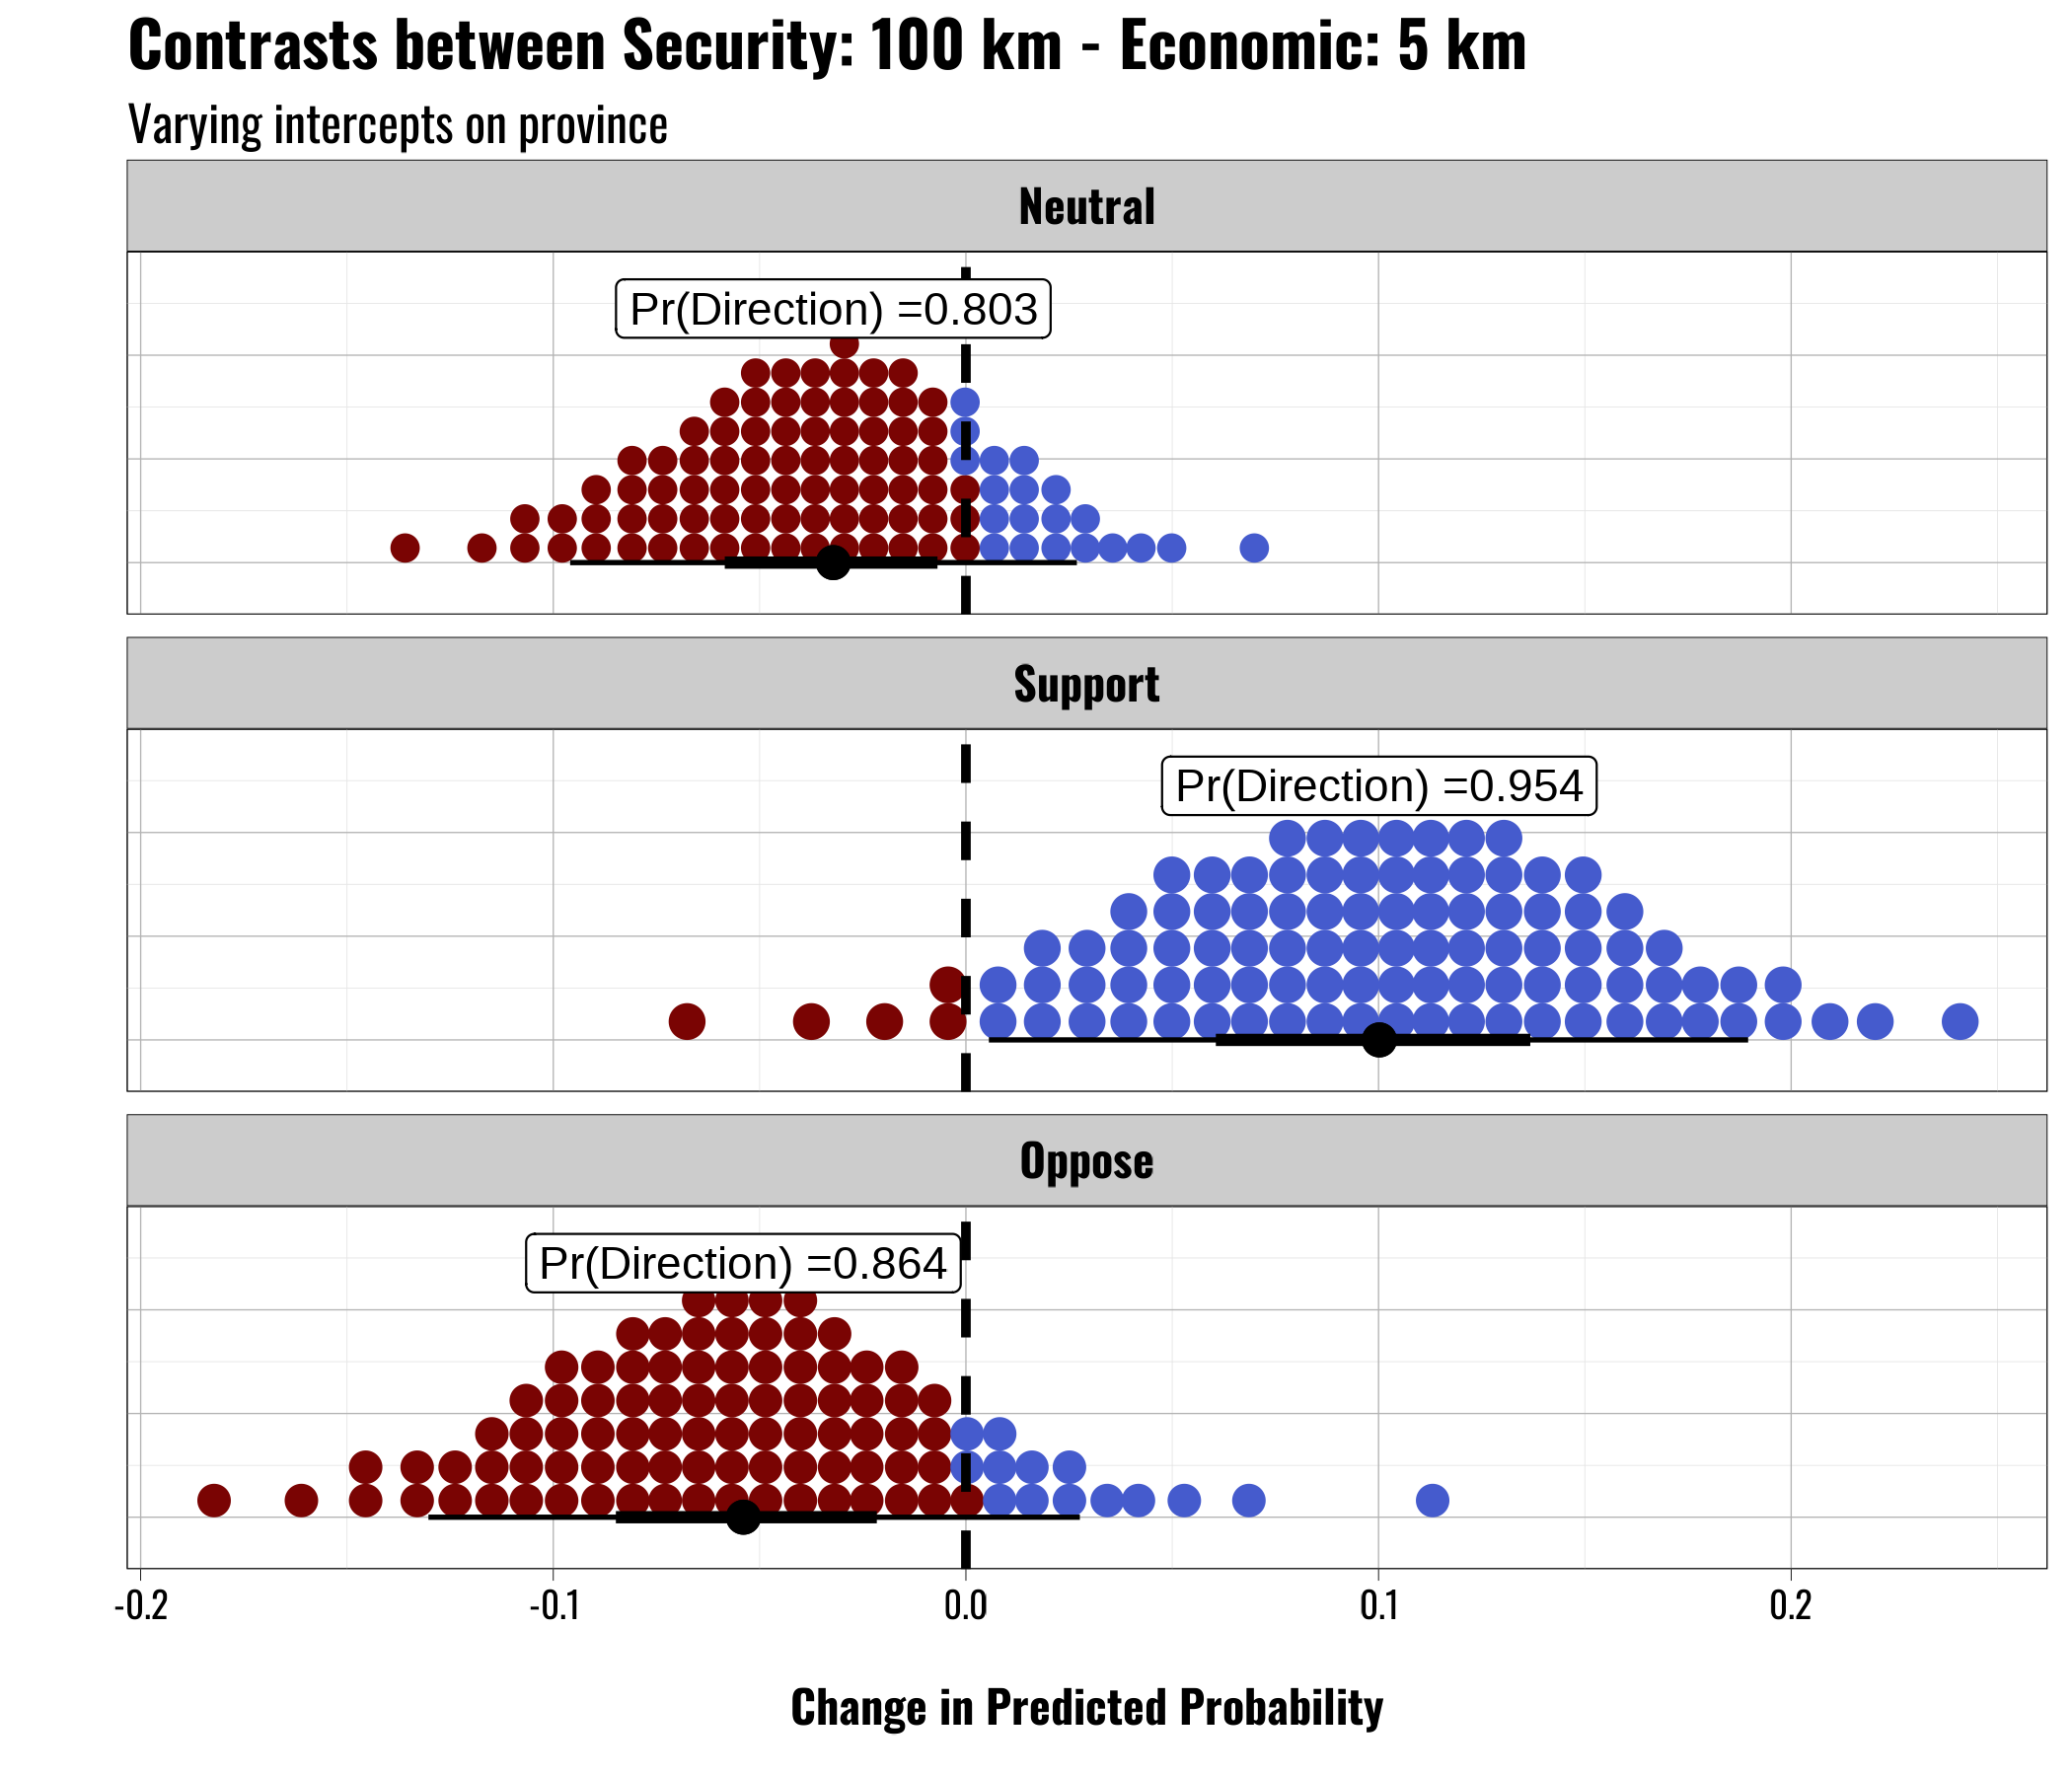 Contrasts between Security: 100 km - Economic: 5 km
Varying intercepts on province
Neutral
Pr(Direction) =0.803
Support
Pr(Direction) =0.954
Oppose
Pr(Direction) =0.864
-0.2 -0.1 0.0 0.1 0.2
Change in Predicted Probability